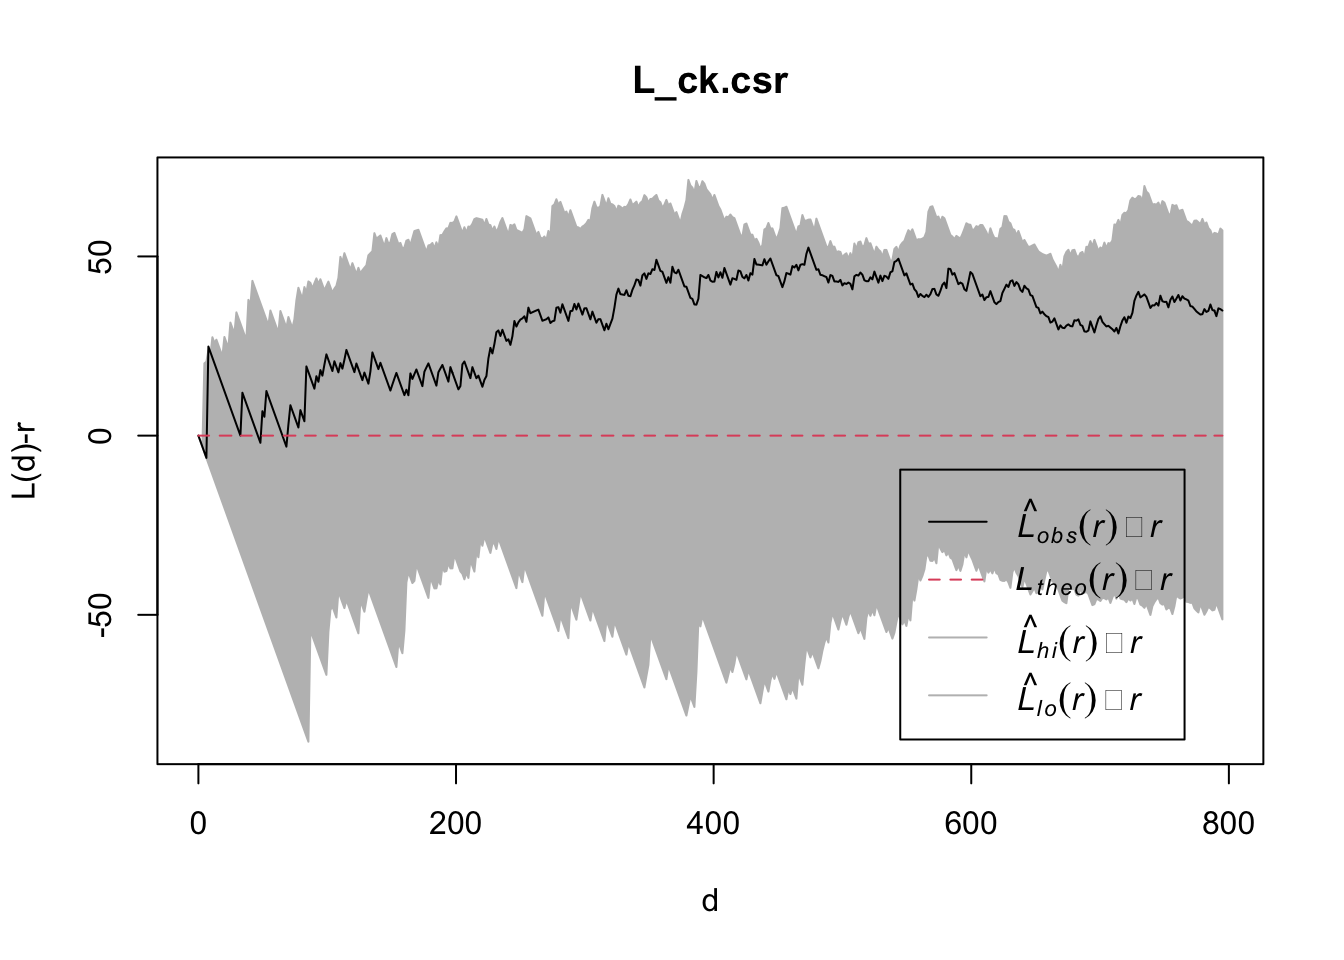 L_ck.csr
L(d)-r
50
0
-50
L̂obs(r) □ r
Ltheo(r) □ r
L̂hi(r) □ r
L̂lo(r) □ r
0 200 400 600 800
d